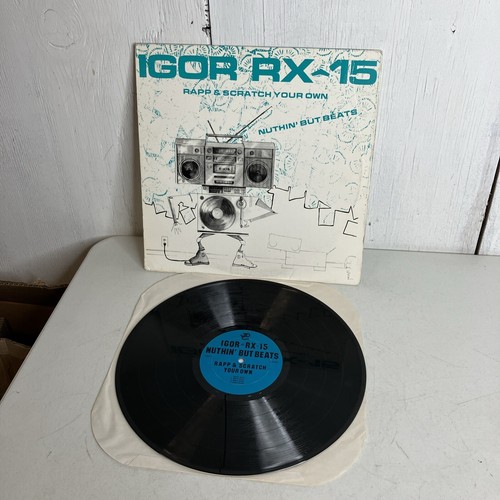 IGOR-RX-15
RAPP & SCRATCH YOUR OWN
NUTHIN' BUT BEATS
IGOR-RX-15
NUTHIN' BUT BEATS
RAPP & SCRATCH
YOUR OWN